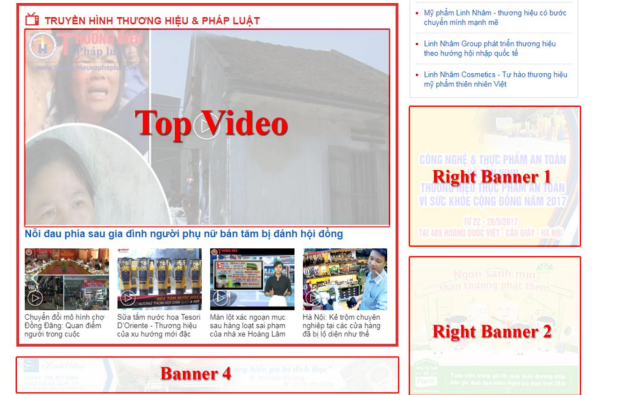 TRUYỀN HÌNH THƯƠNG HIỆU & PHÁP LUẬT
Top Video
Nỗi đau phía sau gia đình người phụ nữ bán tăm bị đánh hội đồng
Chuyển đổi mô hình chợ
Đồng Đăng: Quan điểm
người trong cuộc
Sữa tắm nước hoa Tesori
D'Oriente - Thương hiệu
của xu hướng mới đặc
Màn lột xác ngoạn mục
sau hàng loạt sai phạm
của nhà xe Hoàng Lâm
Hà Nội: Kẻ trộm chuyên
nghiệp tại các cửa hàng
đã bị lộ diện như thế
Banner 4
Mỹ phẩm Linh Nhâm - thương hiệu có bước
chuyển mình mạnh mẽ
Linh Nhâm Group phát triển thương hiệu
theo hướng hội nhập quốc tế
Linh Nhâm Cosmetics - Tự hào thương hiệu
mỹ phẩm thiên nhiên Việt
CÔNG NGHỆ & THỰC PHẨM AN TOÀN
Right Banner 1
THƯƠNG HIỆU THỰC PHẨM AN TOÀN
VÌ SỨC KHỎE CỘNG ĐỒNG NĂM 2017
TẠI 489 HOÀNG QUỐC VIỆT - CẦU GIẤY - HÀ NỘI
Right Banner 2